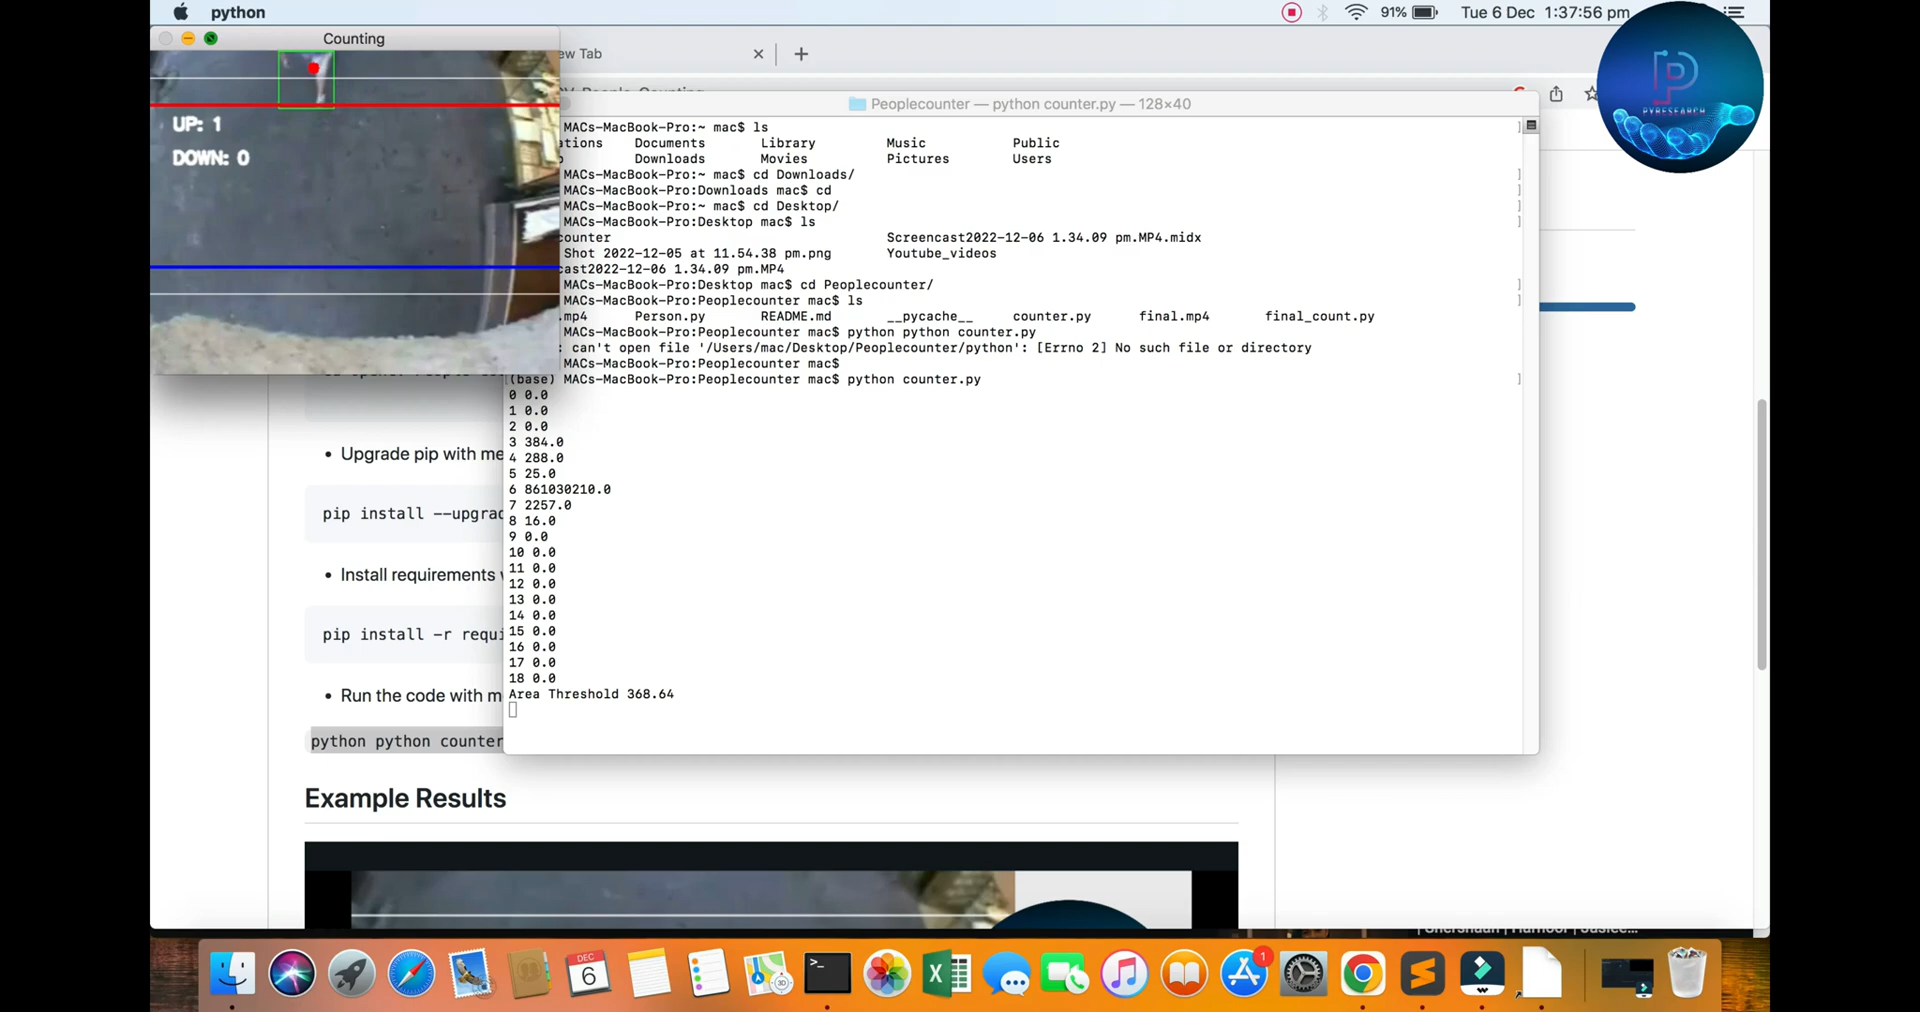 python
91%
Tue 6 Dec 1:37:56 pm
Counting
ew Tab
UP: 1
DOWN: 0
PYRESEARCH
Peoplecounter — python counter.py — 128×40
MACs-MacBook-Pro:~ mac$ ls
ations Documents Library Music Public
Downloads Movies Pictures Users
MACs-MacBook-Pro:~ mac$ cd Downloads/
MACs-MacBook-Pro:Downloads mac$ cd
MACs-MacBook-Pro:~ mac$ cd Desktop/
MACs-MacBook-Pro:Desktop mac$ ls
counter Screencast2022-12-06 1.34.09 pm.MP4.midx
Shot 2022-12-05 at 11.54.38 pm.png Youtube_videos
cast2022-12-06 1.34.09 pm.MP4
MACs-MacBook-Pro:Desktop mac$ cd Peoplecounter/
MACs-MacBook-Pro:Peoplecounter mac$ ls
.mp4 Person.py README.md __pycache__ counter.py final.mp4 final_count.py
MACs-MacBook-Pro:Peoplecounter mac$ python python counter.py
: can't open file '/Users/mac/Desktop/Peoplecounter/python': [Errno 2] No such file or directory
MACs-MacBook-Pro:Peoplecounter mac$
(base) MACs-MacBook-Pro:Peoplecounter mac$ python counter.py
0 0.0
1 0.0
2 0.0
3 384.0
4 288.0
5 25.0
6 861030210.0
7 2257.0
8 16.0
9 0.0
10 0.0
11 0.0
12 0.0
13 0.0
14 0.0
15 0.0
16 0.0
17 0.0
18 0.0
Area Threshold 368.64
• Upgrade pip with me
pip install --upgrad
• Install requirements
pip install -r requi
• Run the code with m
python python counter
Example Results
DEC
6
3D
1